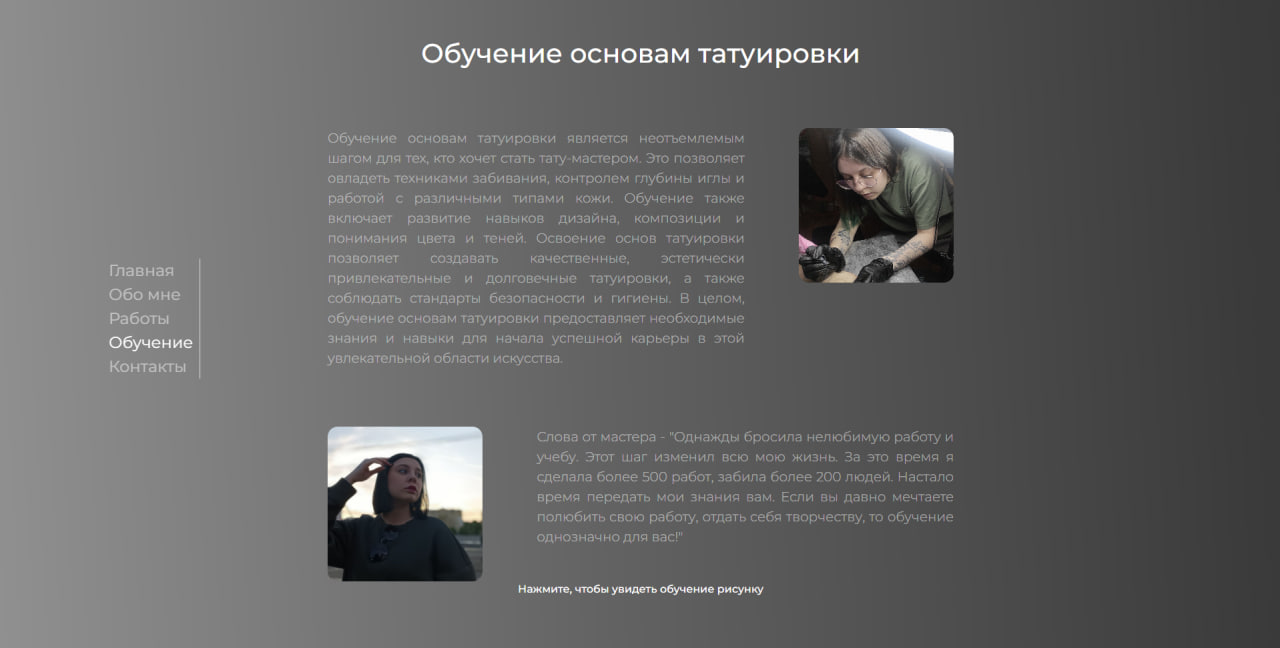 Обучение основам татуировки
Обучение основам татуировки является неотъемлемым
шагом для тех, кто хочет стать тату-мастером. Это позволяет
овладеть техниками забивания, контролем глубины иглы и
работой с различными типами кожи. Обучение также
включает развитие навыков дизайна, композиции и
понимания цвета и теней. Освоение основ татуировки
позволяет создавать качественные, эстетически
привлекательные и долговечные татуировки, а также
соблюдать стандарты безопасности и гигиены. В целом,
обучение основам татуировки предоставляет необходимые
знания и навыки для начала успешной карьеры в этой
увлекательной области искусства.
Главная
Обо мне
Работы
Обучение
Контакты
Слова от мастера - "Однажды бросила нелюбимую работу и
учебу. Этот шаг изменил всю мою жизнь. За это время я
сделала более 500 работ, забила более 200 людей. Настало
время передать мои знания вам. Если вы давно мечтаете
полюбить свою работу, отдать себя творчеству, то обучение
однозначно для вас!"
Нажмите, чтобы увидеть обучение рисунку